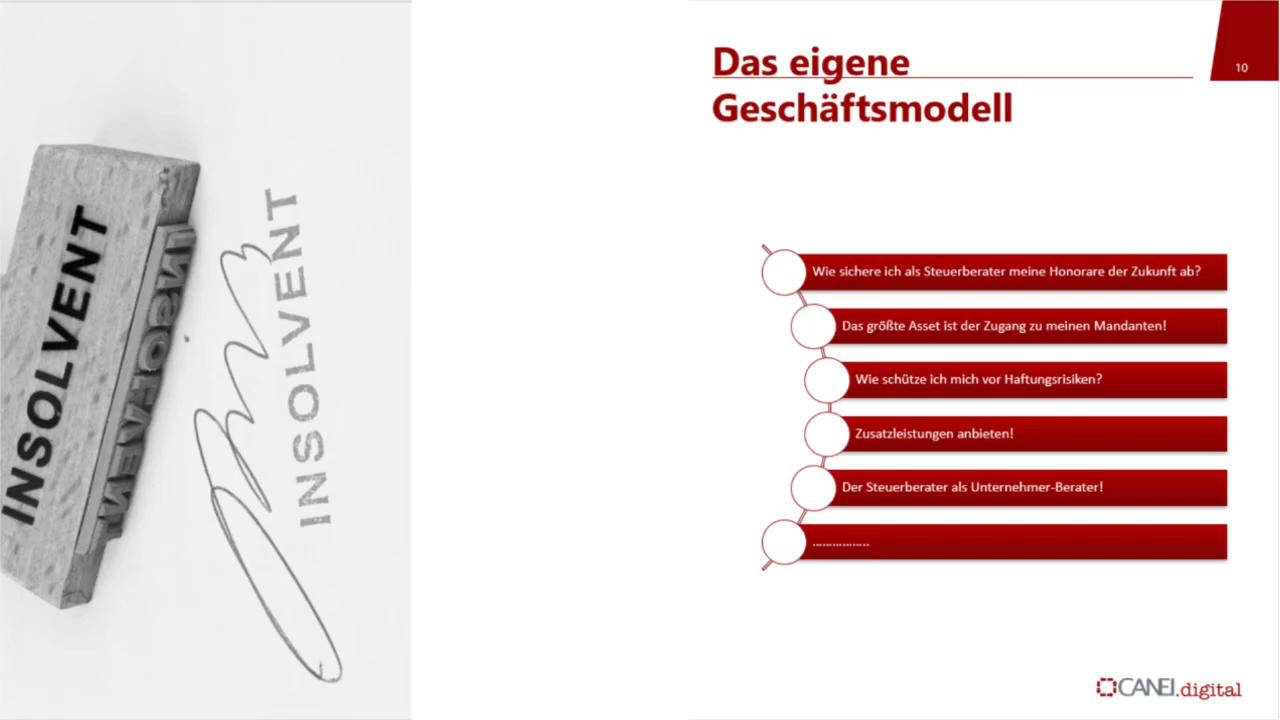 INSOLVENT
INSOLVENT
Das eigene
Geschäftsmodell
10
Wie sichere ich als Steuerberater meine Honorare der Zukunft ab?
Das größte Asset ist der Zugang zu meinen Mandanten!
Wie schütze ich mich vor Haftungsrisiken?
Zusatzleistungen anbieten!
Der Steuerberater als Unternehmer-Berater!
................
CANEI.digital